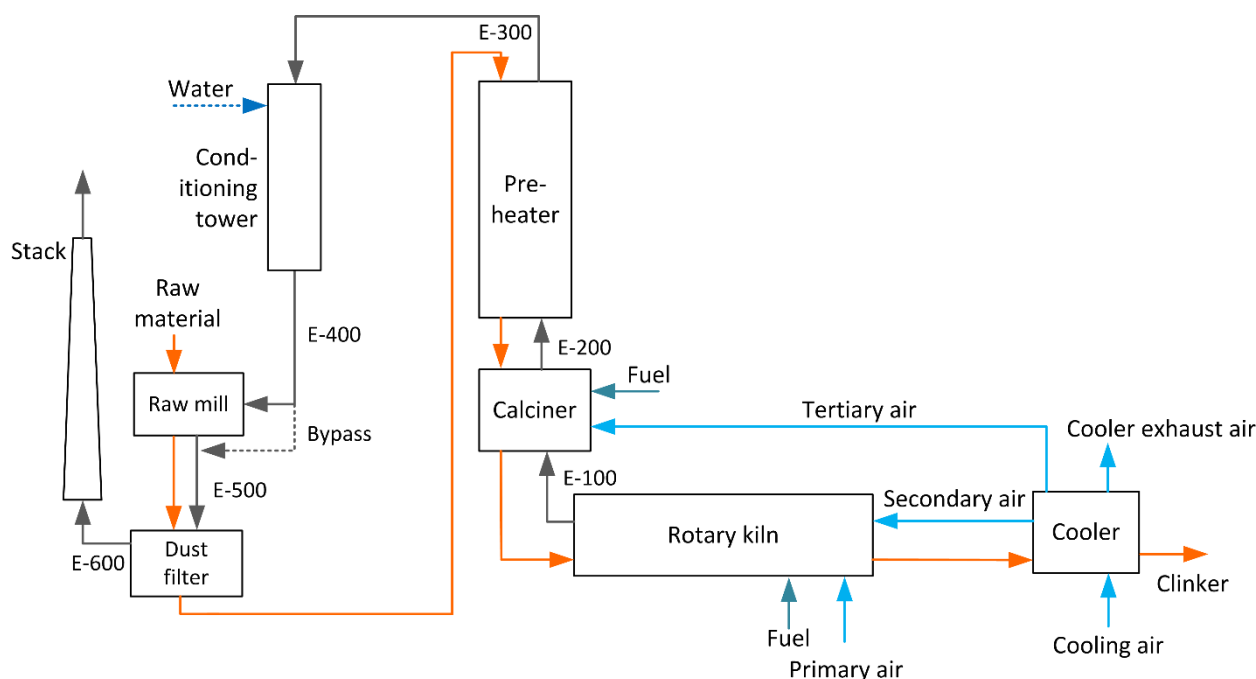 E-300
Water
Cond-
itioning
tower
Pre-
heater
Stack
Raw
material
E-400
E-200
Fuel
Raw mill
Calciner
Tertiary air
Cooler exhaust air
Bypass
E-500
E-100
Secondary air
Rotary kiln
Cooler
E-600
Dust
filter
Clinker
Fuel
Primary air
Cooling air